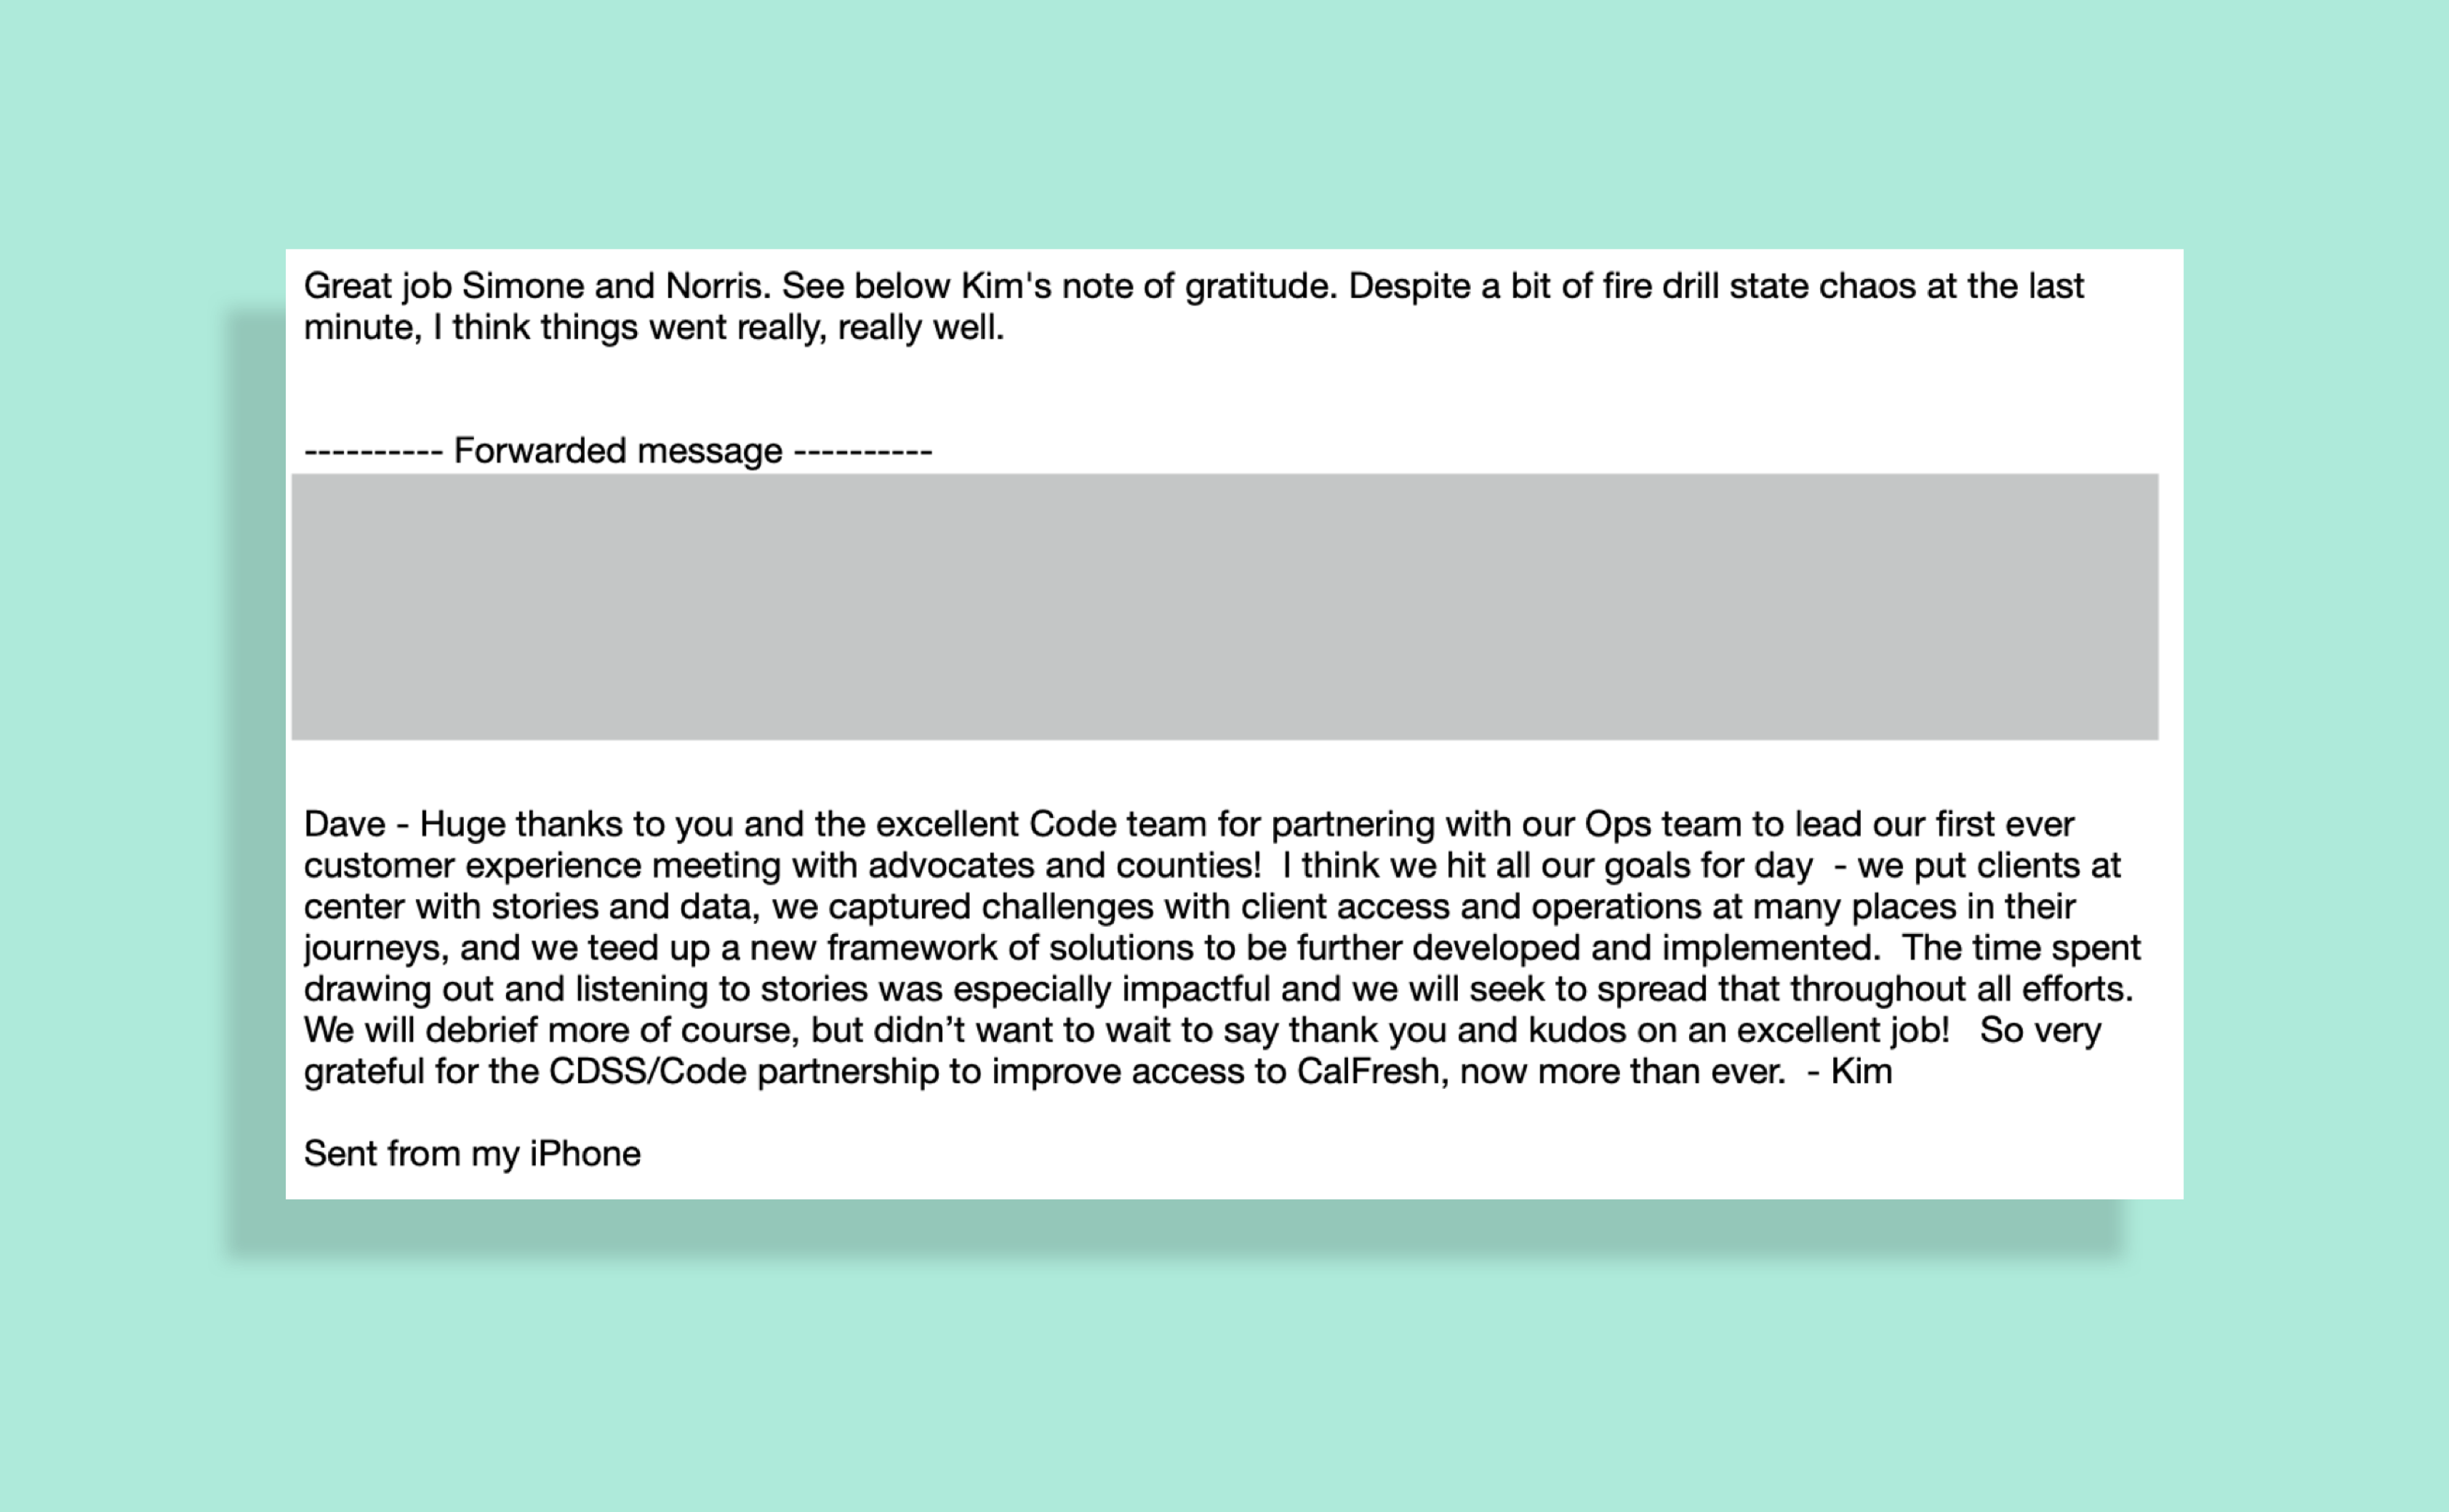 Great job Simone and Norris. See below Kim's note of gratitude. Despite a bit of fire drill state chaos at the last
minute, I think things went really, really well.
---------- Forwarded message ----------
Dave - Huge thanks to you and the excellent Code team for partnering with our Ops team to lead our first ever
customer experience meeting with advocates and counties!  I think we hit all our goals for day  - we put clients at
center with stories and data, we captured challenges with client access and operations at many places in their
journeys, and we teed up a new framework of solutions to be further developed and implemented.  The time spent
drawing out and listening to stories was especially impactful and we will seek to spread that throughout all efforts.
We will debrief more of course, but didn’t want to wait to say thank you and kudos on an excellent job!   So very
grateful for the CDSS/Code partnership to improve access to CalFresh, now more than ever.  - Kim
Sent from my iPhone